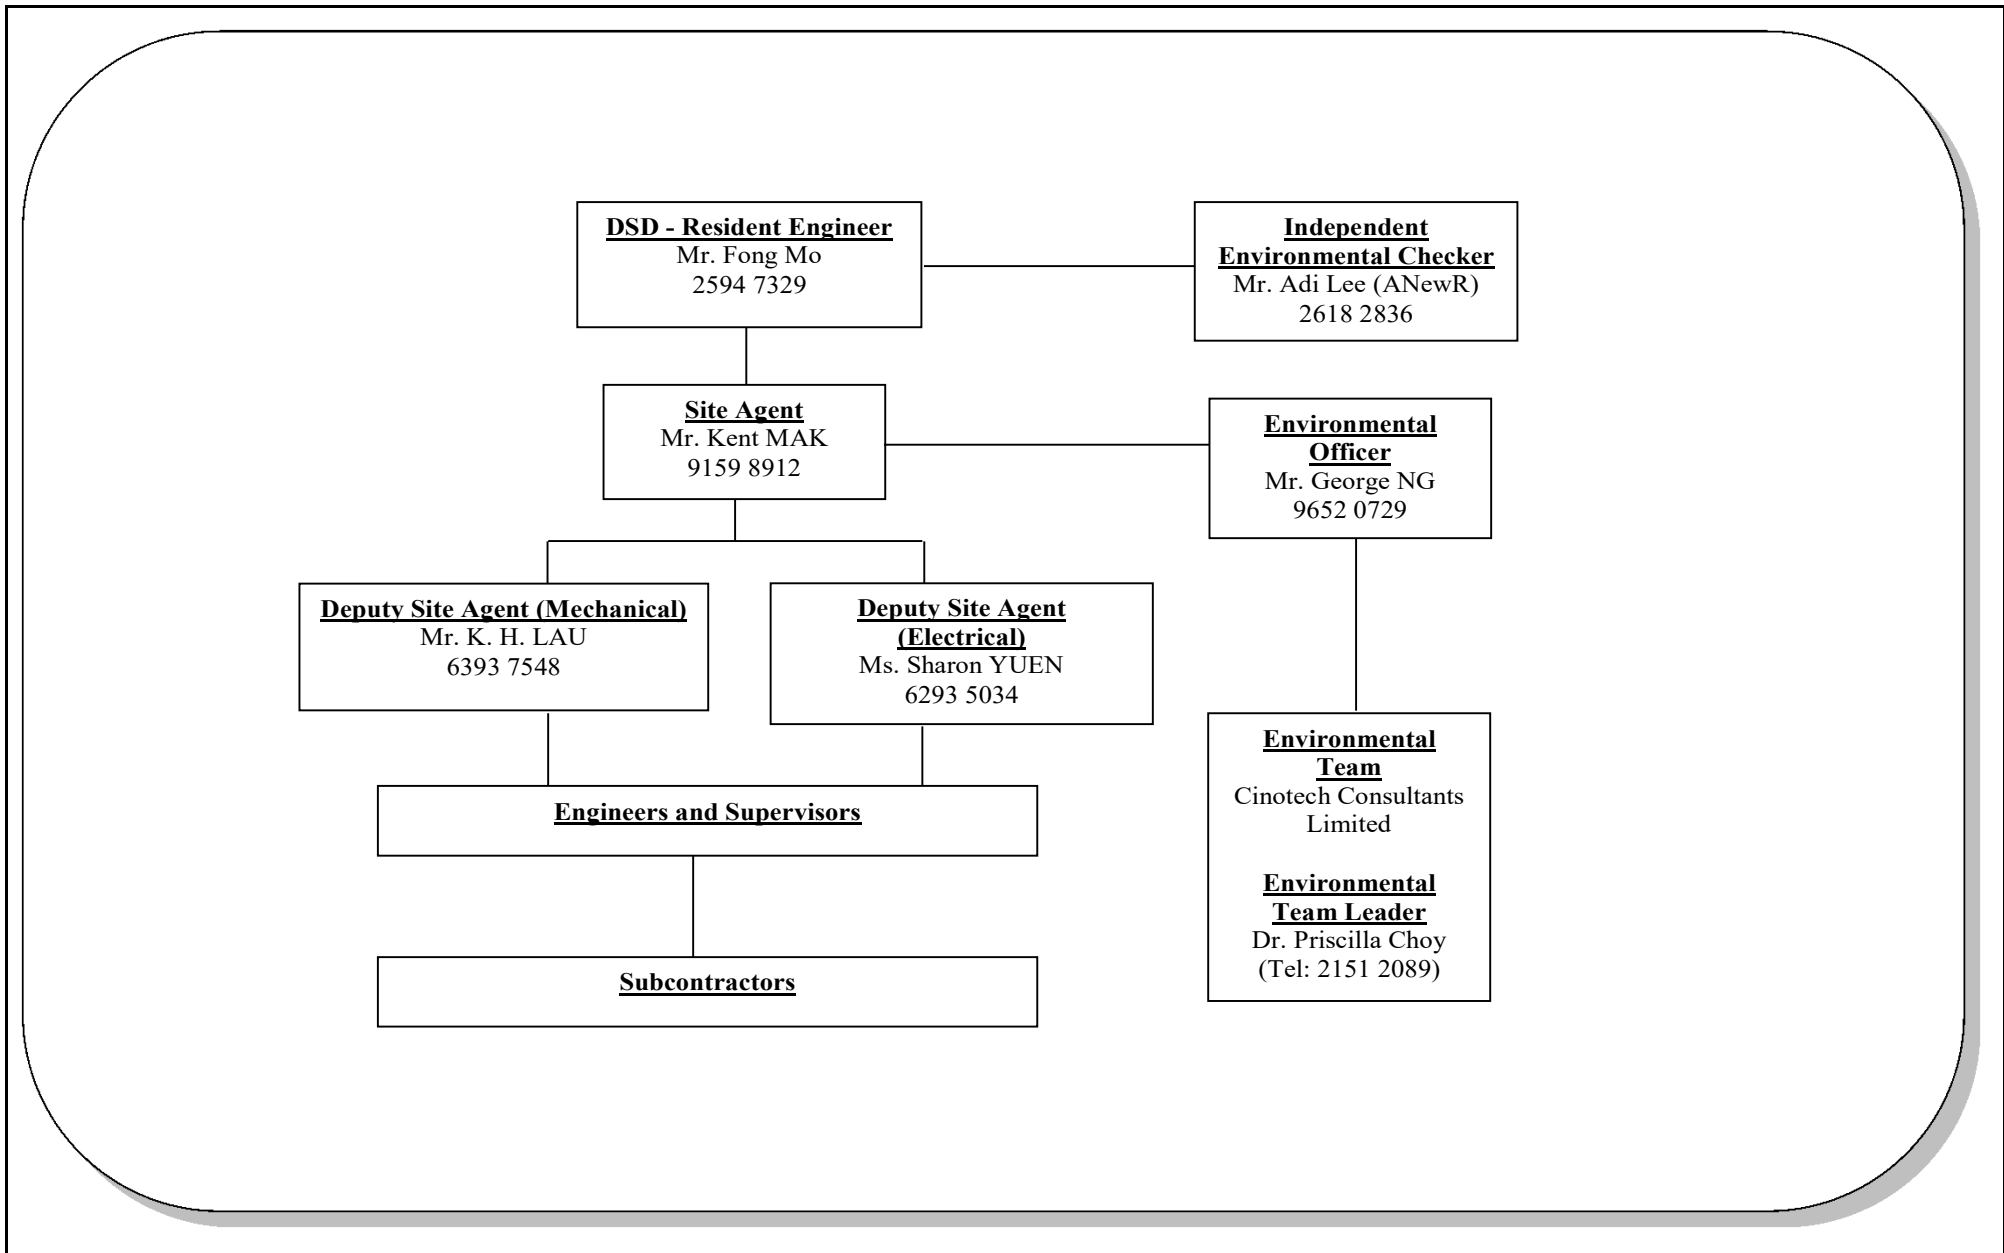 DSD - Resident Engineer
Mr. Fong Mo
2594 7329
Independent
Environmental Checker
Mr. Adi Lee (ANewR)
2618 2836
Site Agent
Mr. Kent MAK
9159 8912
Environmental
Officer
Mr. George NG
9652 0729
Deputy Site Agent (Mechanical)
Mr. K. H. LAU
6393 7548
Deputy Site Agent
(Electrical)
Ms. Sharon YUEN
6293 5034
Environmental
Team
Cinotech Consultants
Limited
Environmental
Team Leader
Dr. Priscilla Choy
(Tel: 2151 2089)
Engineers and Supervisors
Subcontractors